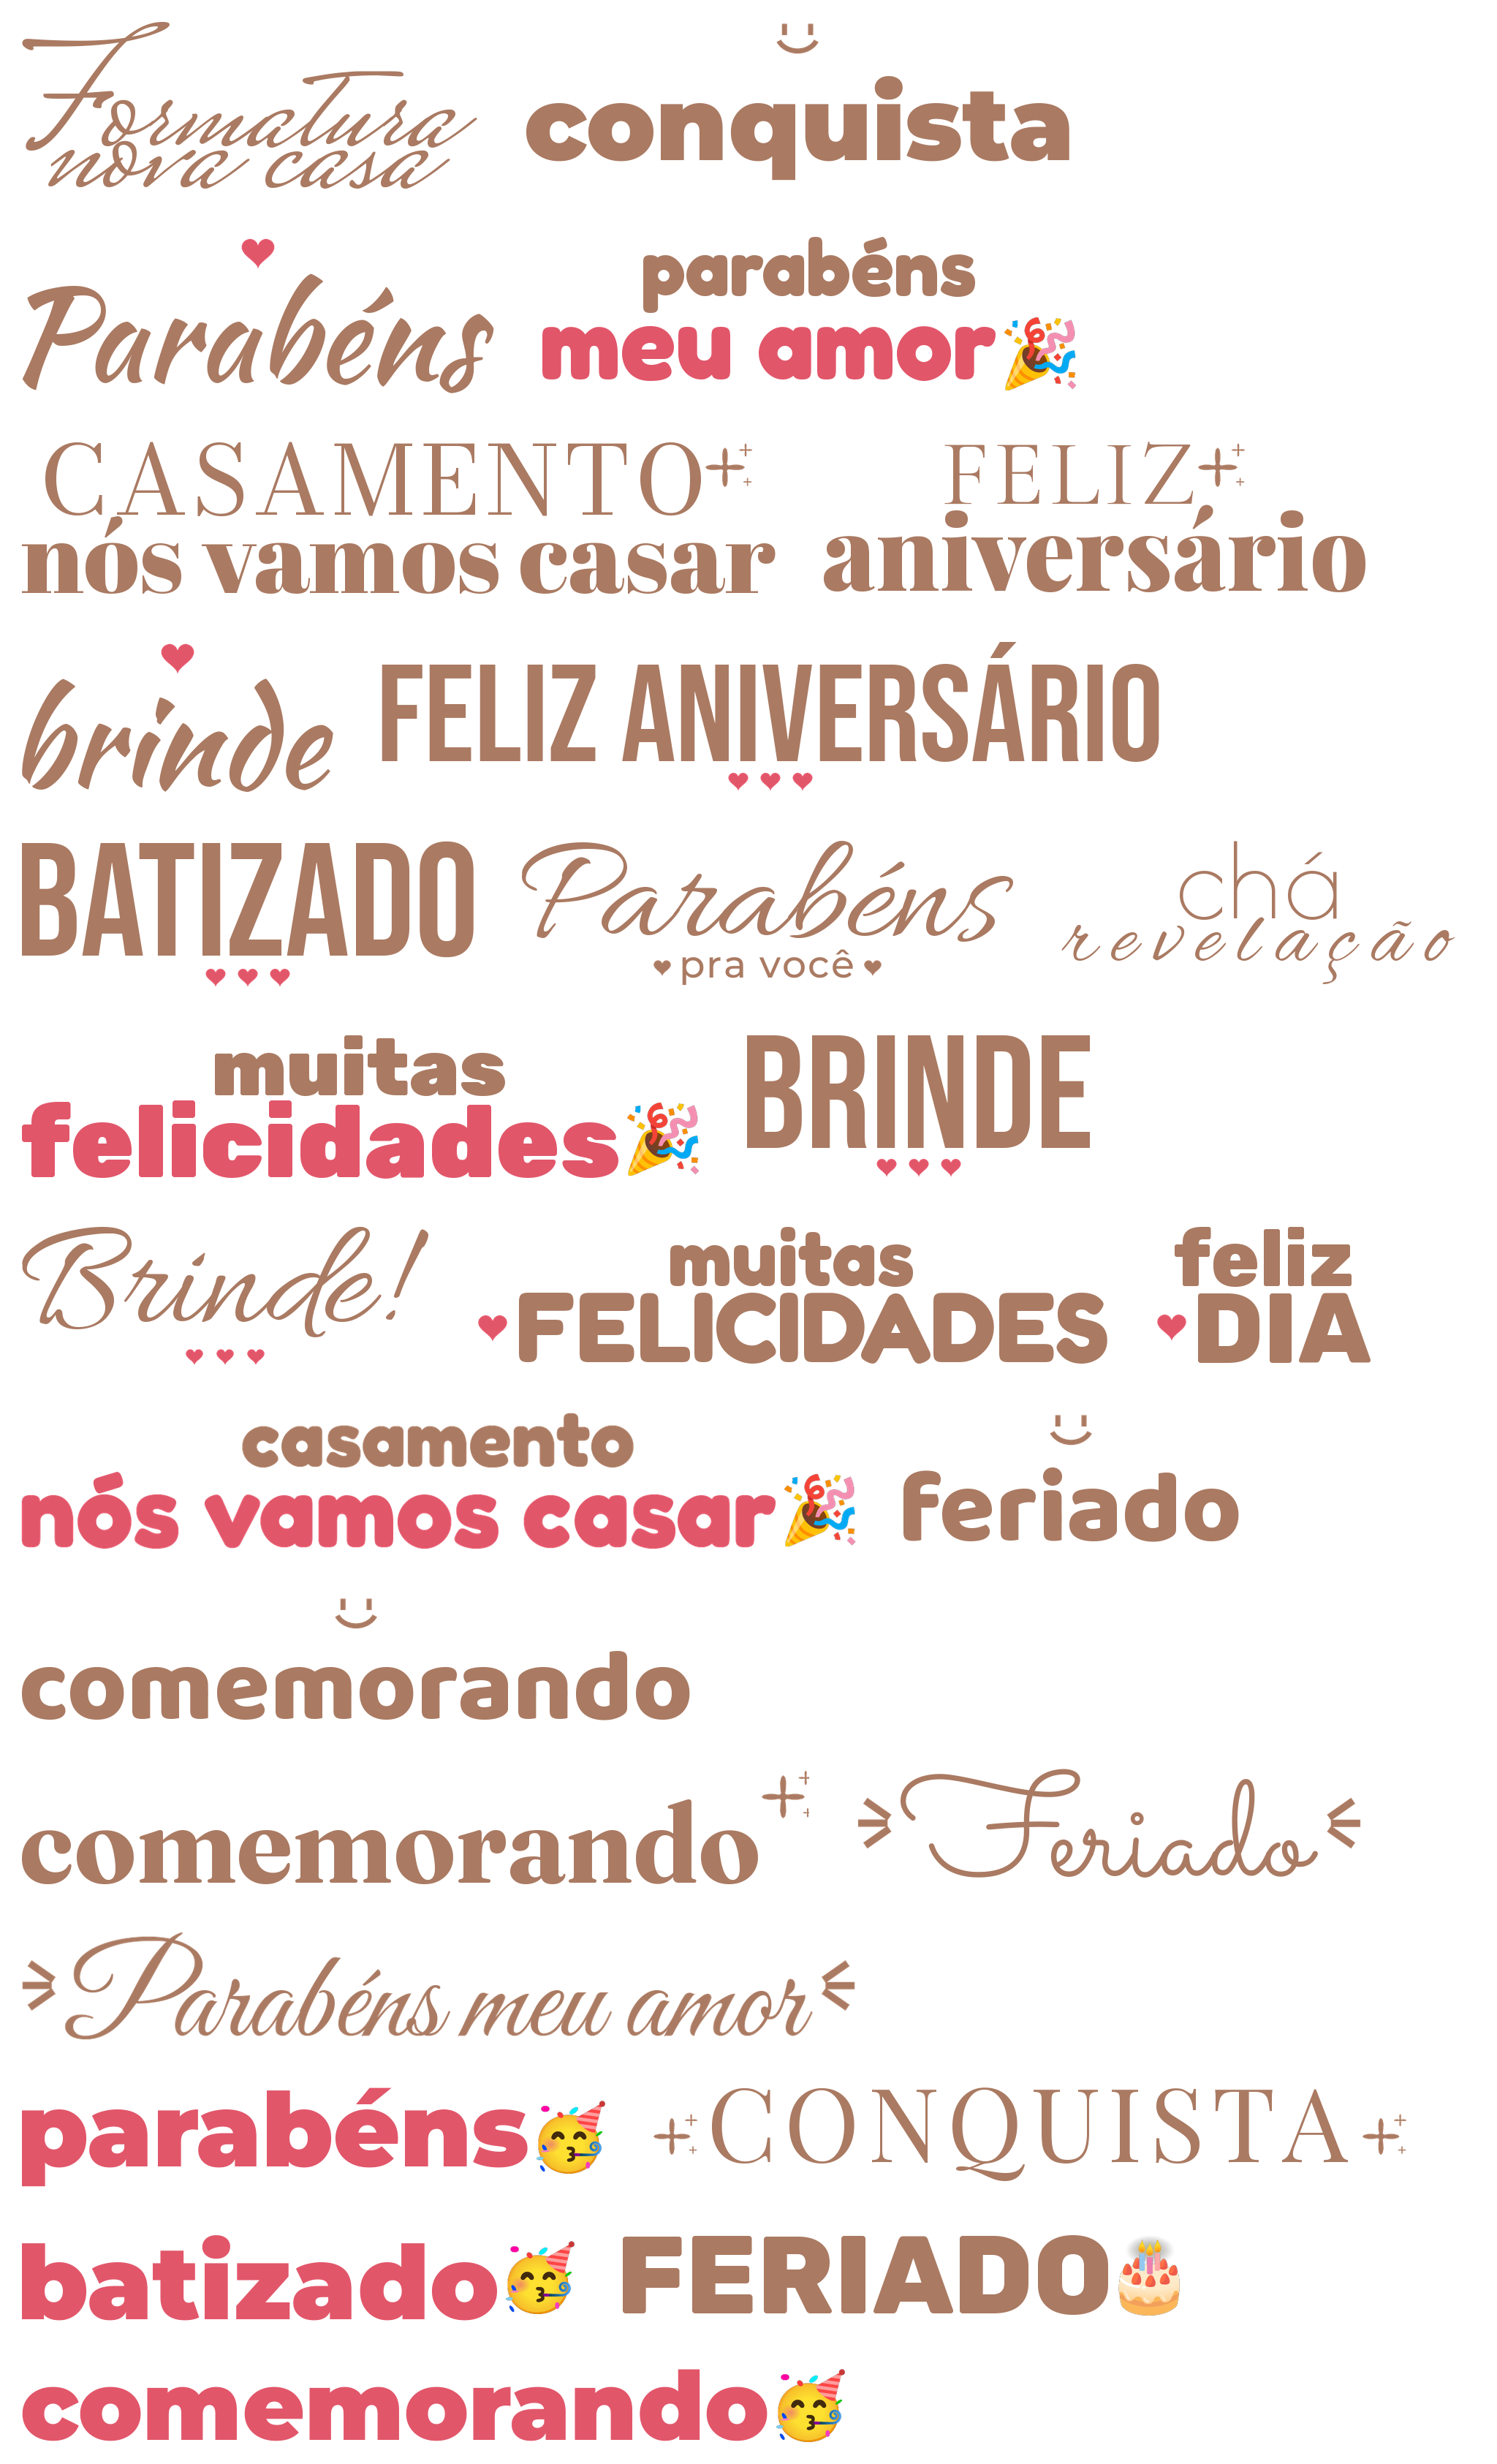 Formatura
nova casa
conquista
Parabéns
parabéns
meu amor🎉
CASAMENTO
nós vamos casar
FELIZ
aniversário
brinde
FELIZ ANIVERSÁRIO
BATIZADO
Parabéns
pra você
chá
revelação
muitas
felicidades🎉
BRINDE
Brinde!
muitas
FELICIDADES
feliz
DIA
casamento
nós vamos casar🎉
feriado
comemorando
comemorando
Feriado
Parabéns meu amor
parabéns🥳
CONQUISTA
batizado🥳
FERIADO🎂
comemorando🥳